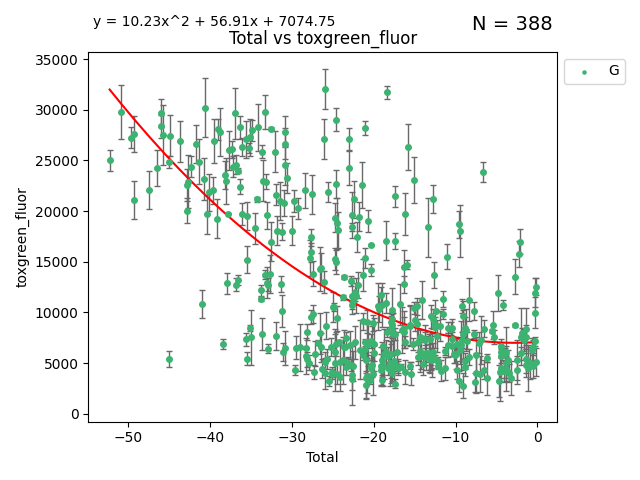 y = 10.23x^2 + 56.91x + 7074.75
N = 388
Total vs toxgreen_fluor
35000
30000
25000
20000
15000
10000
5000
0
toxgreen_fluor
−50
−40
−30
−20
−10
0
Total
G